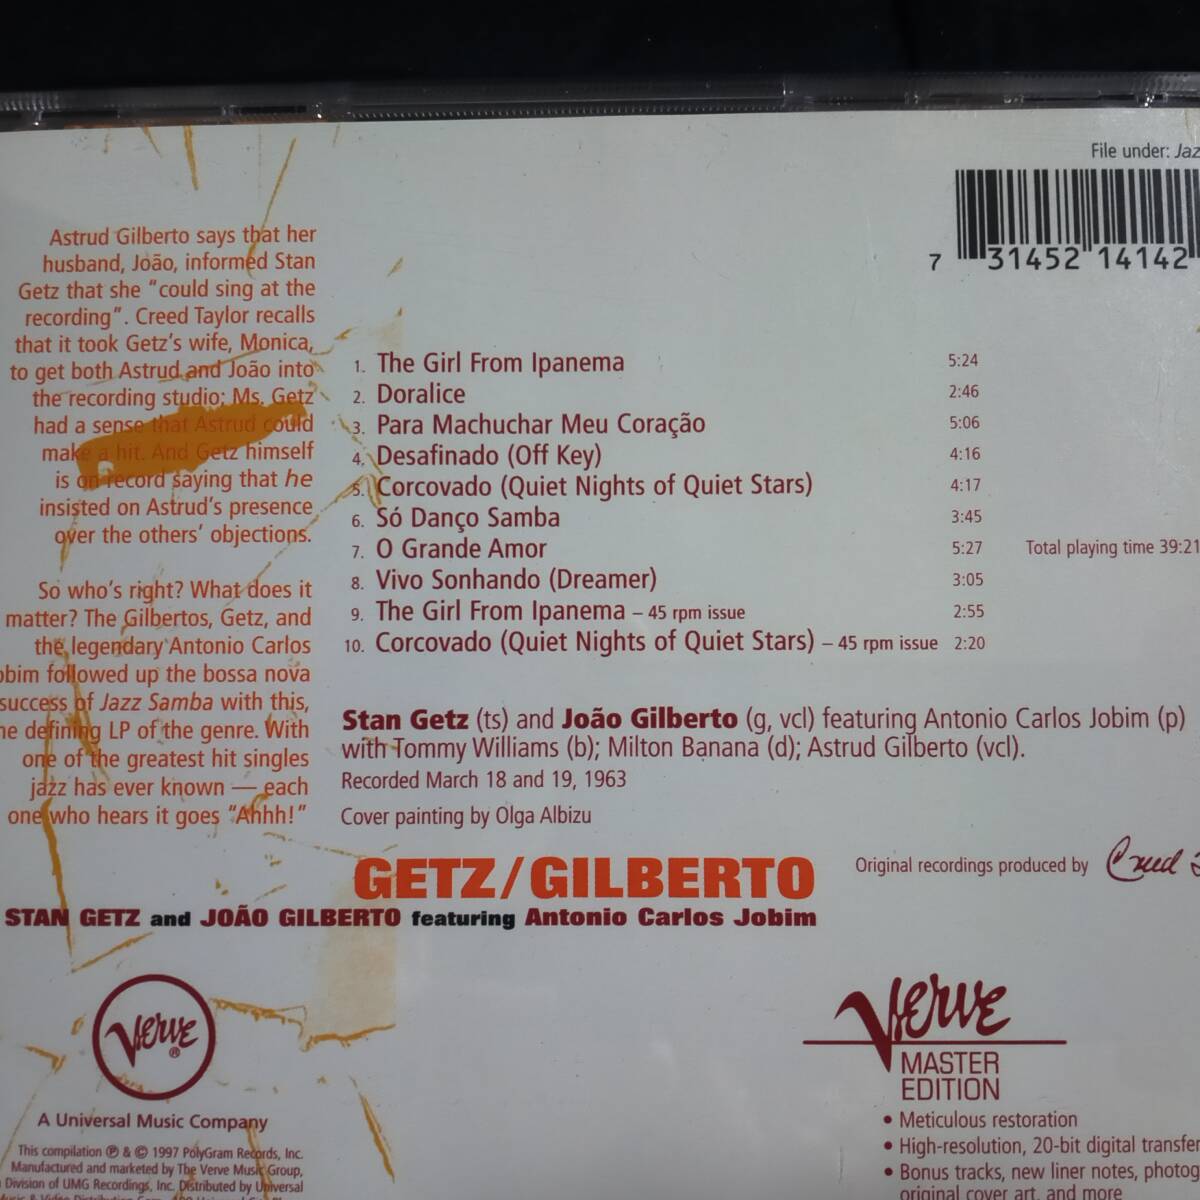 File under:
7 31452 14142
Astrud Gilberto says that her
husband, João, informed Stan
Getz that she “could sing at the
recording”. Creed Taylor recalls
that it took Getz’s wife, Monica,
to get both Astrud and João into
the recording studio: Ms. Getz
had a sense that Astrud could
make a hit. And Getz himself
is on record saying that he
insisted on Astrud’s presence
over the others’ objections.
So who’s right? What does it
matter? The Gilbertos, Getz, and
the legendary Antonio Carlos
obim followed up the bossa nova
success of Jazz Samba with this,
he defining LP of the genre. With
one of the greatest hit singles
jazz has ever known — each
one who hears it goes “Ahhh!”
1. The Girl From Ipanema 5:24
2. Doralice 2:46
3. Para Machuchar Meu Coração 5:06
4. Desafinado (Off Key) 4:16
5. Corcovado (Quiet Nights of Quiet Stars) 4:17
6. Só Danço Samba 3:45
7. O Grande Amor 5:27 Total playing time 39:21
8. Vivo Sonhando (Dreamer) 3:05
9. The Girl From Ipanema – 45 rpm issue 2:55
10. Corcovado (Quiet Nights of Quiet Stars) – 45 rpm issue 2:20
Stan Getz (ts) and João Gilberto (g, vcl) featuring Antonio Carlos Jobim (p)
with Tommy Williams (b); Milton Banana (d); Astrud Gilberto (vcl).
Recorded March 18 and 19, 1963
Cover painting by Olga Albizu
GETZ/GILBERTO
STAN GETZ and JOÃO GILBERTO featuring Antonio Carlos Jobim
Original recordings produced by Creed
Verve®
A Universal Music Company
This compilation ℗ & © 1997 PolyGram Records, Inc.
Manufactured and marketed by The Verve Music Group,
Division of UMG Recordings, Inc. Distributed by Universal
Verve
MASTER
EDITION
• Meticulous restoration
• High-resolution, 20-bit digital transfer
• Bonus tracks, new liner notes, photog
original cover art, and more